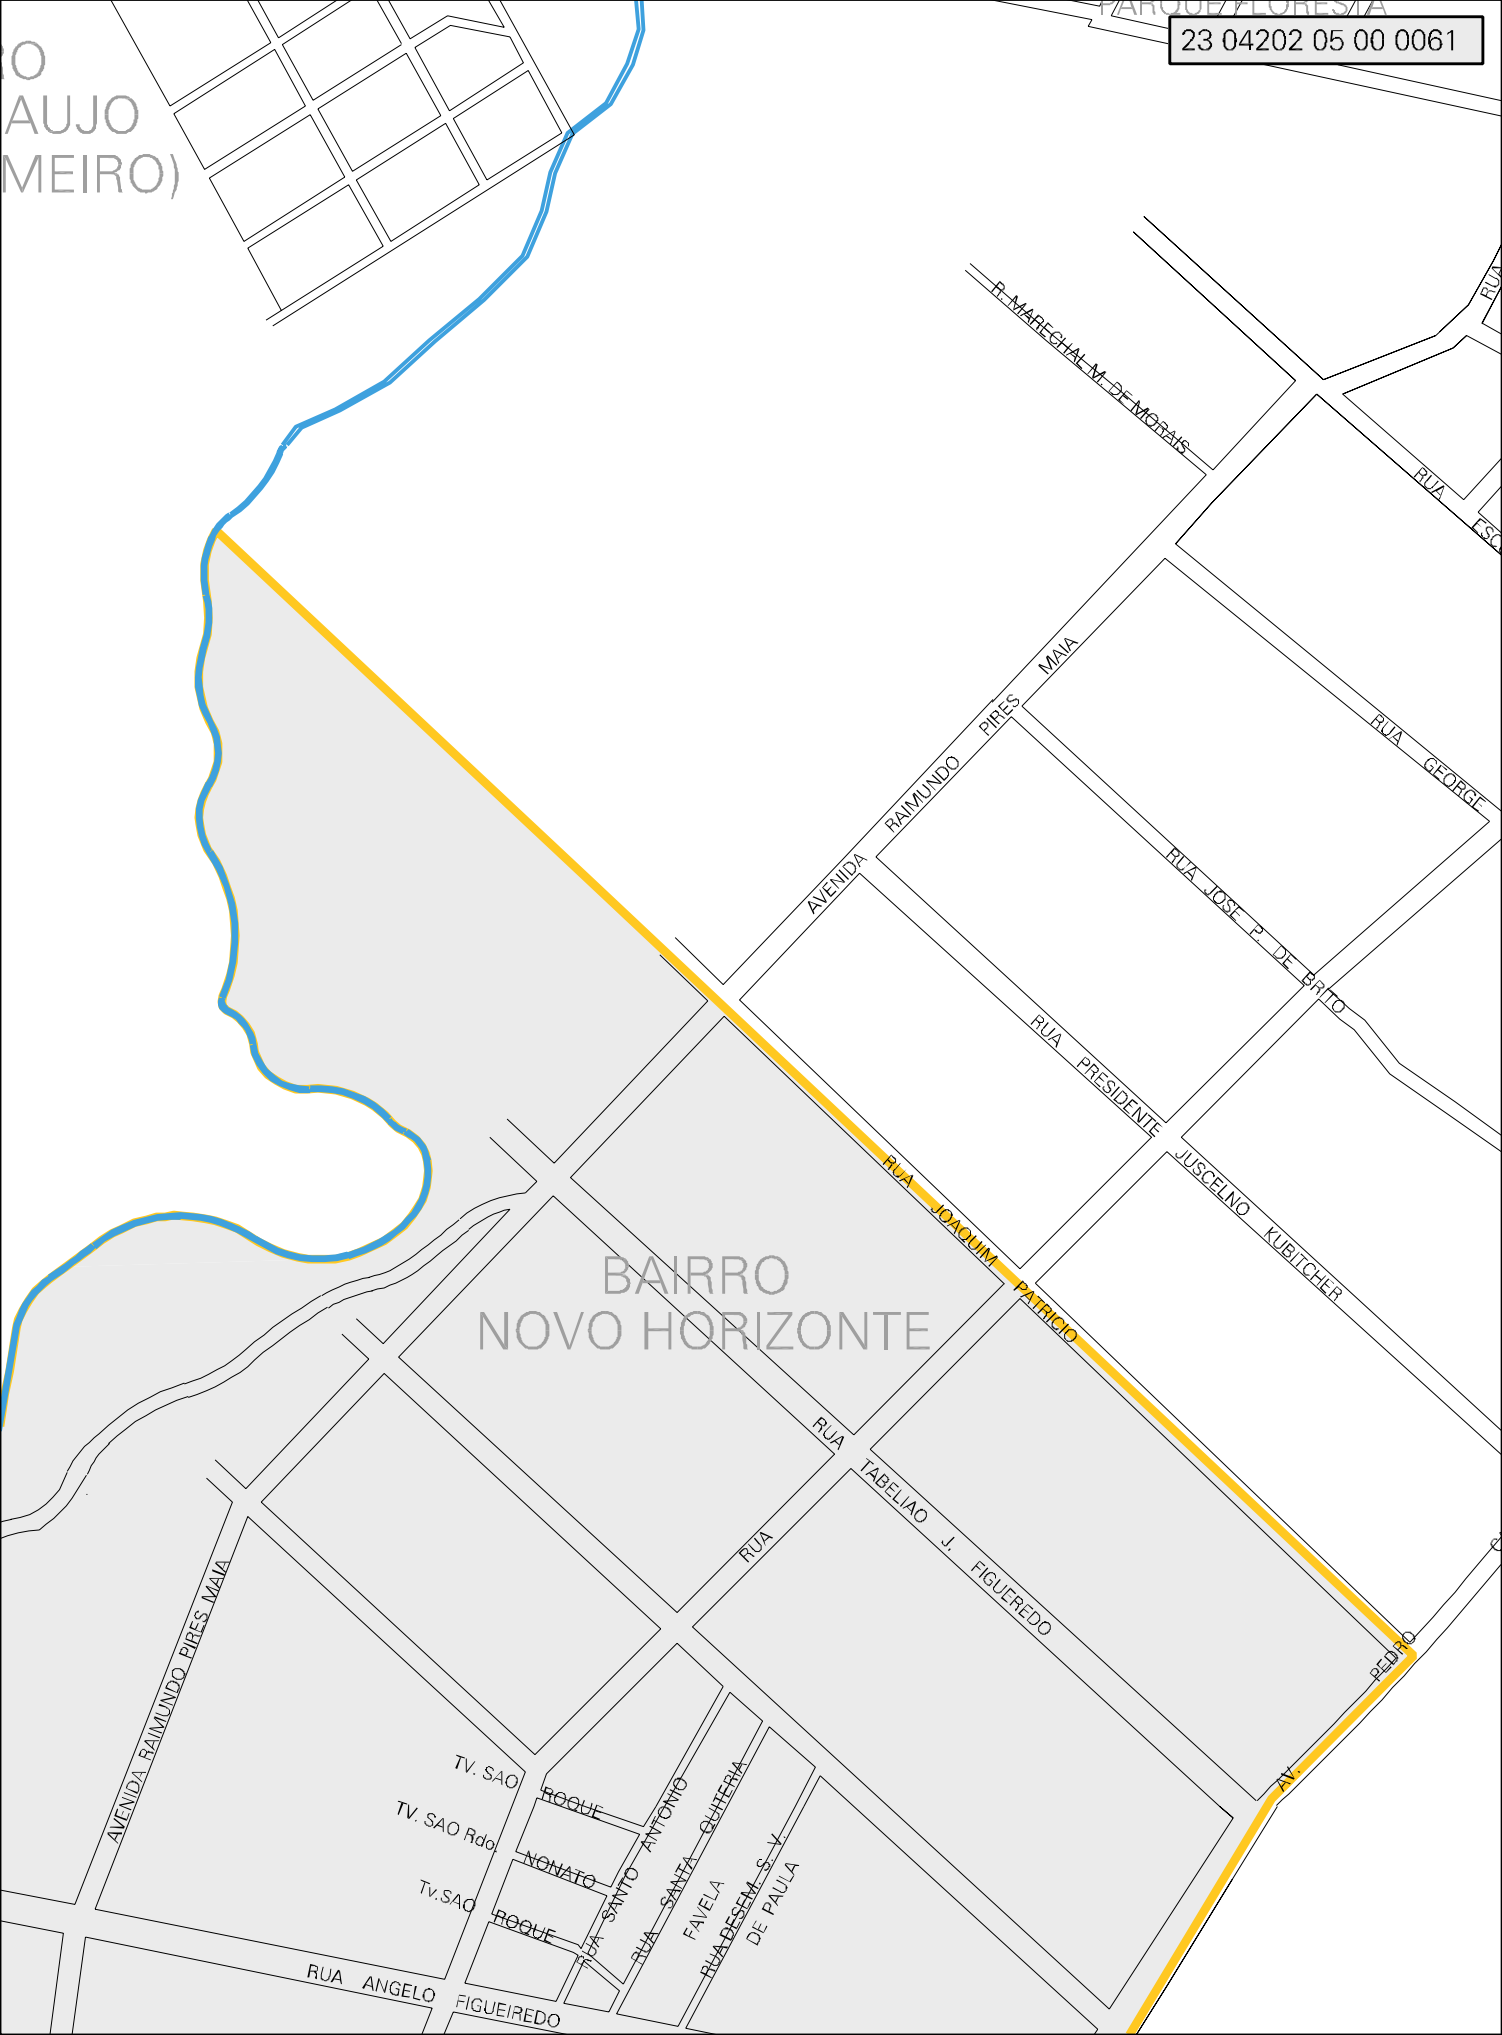 PARQUE FLORESTA
23 04202 05 00 0061
RO
AUJO
MEIRO)
RUA
R. MARECHAL M. DE MORAIS
RUA
ESC
AVENIDA RAIMUNDO PIRES MAIA
RUA GEORGE
RUA JOSE P. DE BRITO
RUA PRESIDENTE JUSCELNO KUBITCHER
RUA JOAQUIM PATRICIO
BAIRRO
NOVO HORIZONTE
RUA TABELIAO J. FIGUEREDO
RUA
AV. PEDRO
AVENIDA RAIMUNDO PIRES MAIA
TV. SAO ROQUE
TV. SAO Rdo. NONATO
Tv.SAO ROQUE
RUA SANTO ANTONIO
RUA SANTA QUITERIA
FAVELA
RUA DESEM. S. V.
DE PAULA
RUA ANGELO FIGUEIREDO